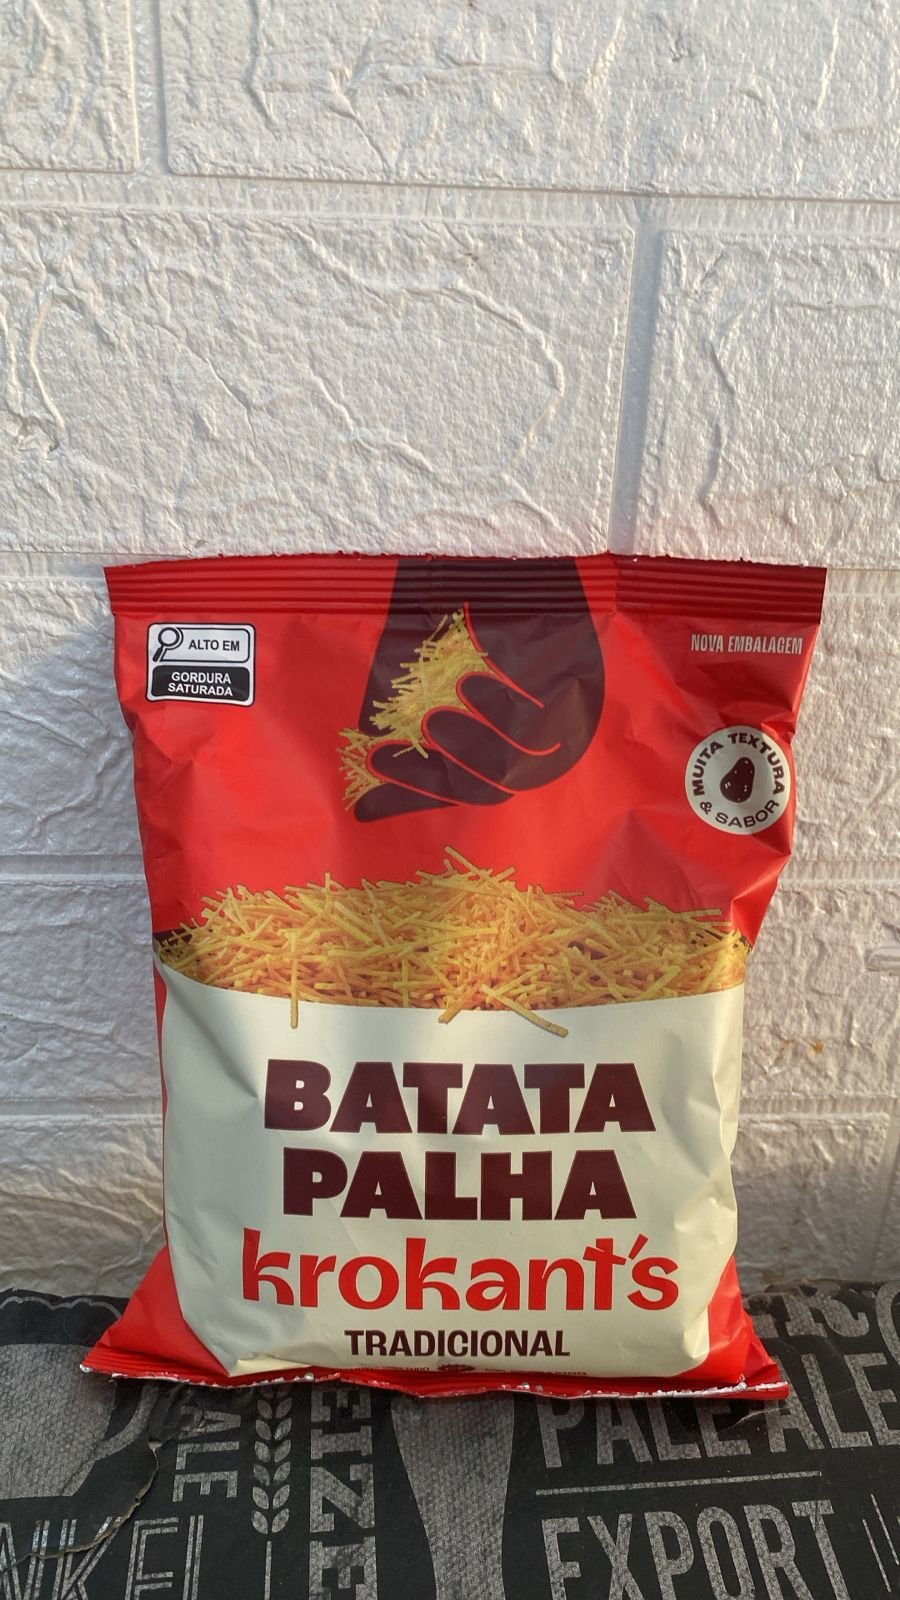 ALTO EM
GORDURA
SATURADA
NOVA EMBALAGEM
MUITA TEXTURA
& SABOR
BATATA
PALHA
krokant's
TRADICIONAL
PALE ALE
EXPORT